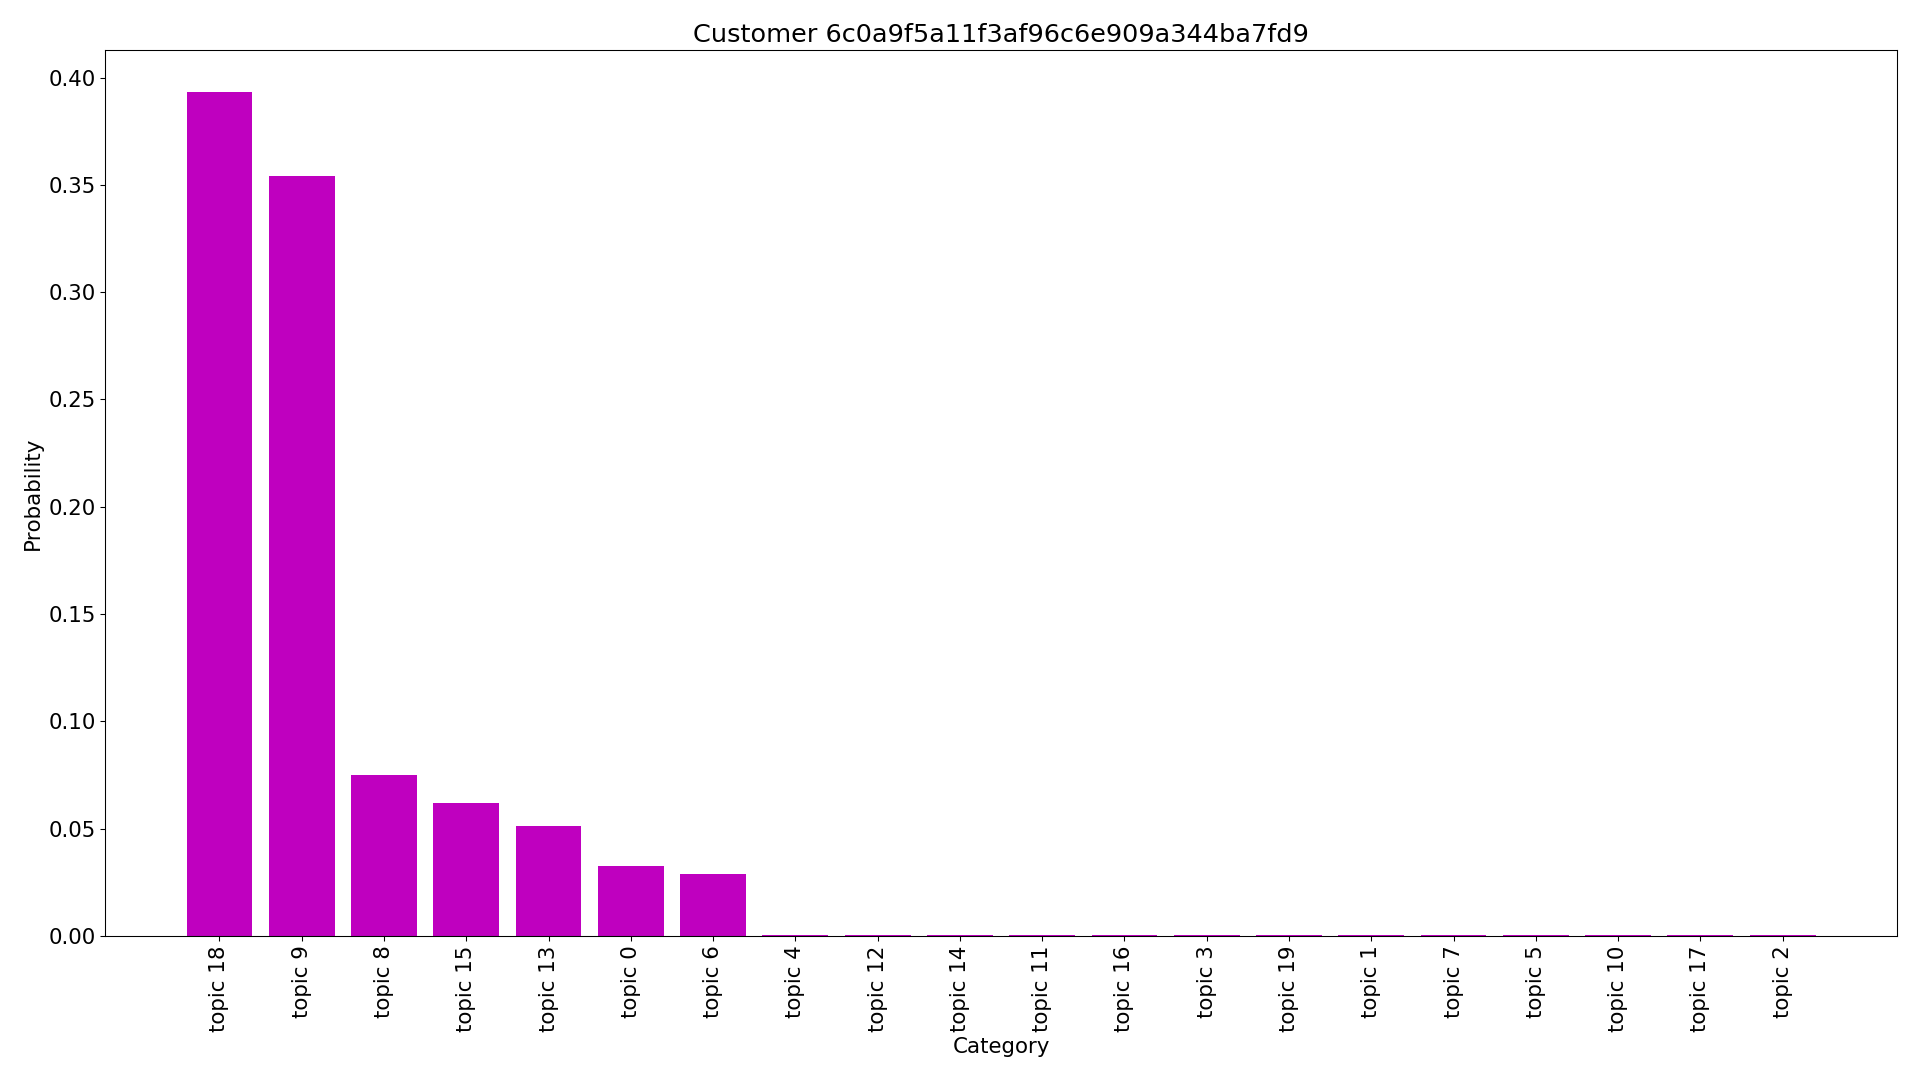 Customer 6c0a9f5a11f3af96c6e909a344ba7fd9
0.40
0.35
0.30
0.25
0.20
0.15
0.10
0.05
0.00
Probability
topic 18
topic 9
topic 8
topic 15
topic 13
topic 0
topic 6
topic 4
topic 12
topic 14
topic 11
topic 16
topic 3
topic 19
topic 1
topic 7
topic 5
topic 10
topic 17
topic 2
Category